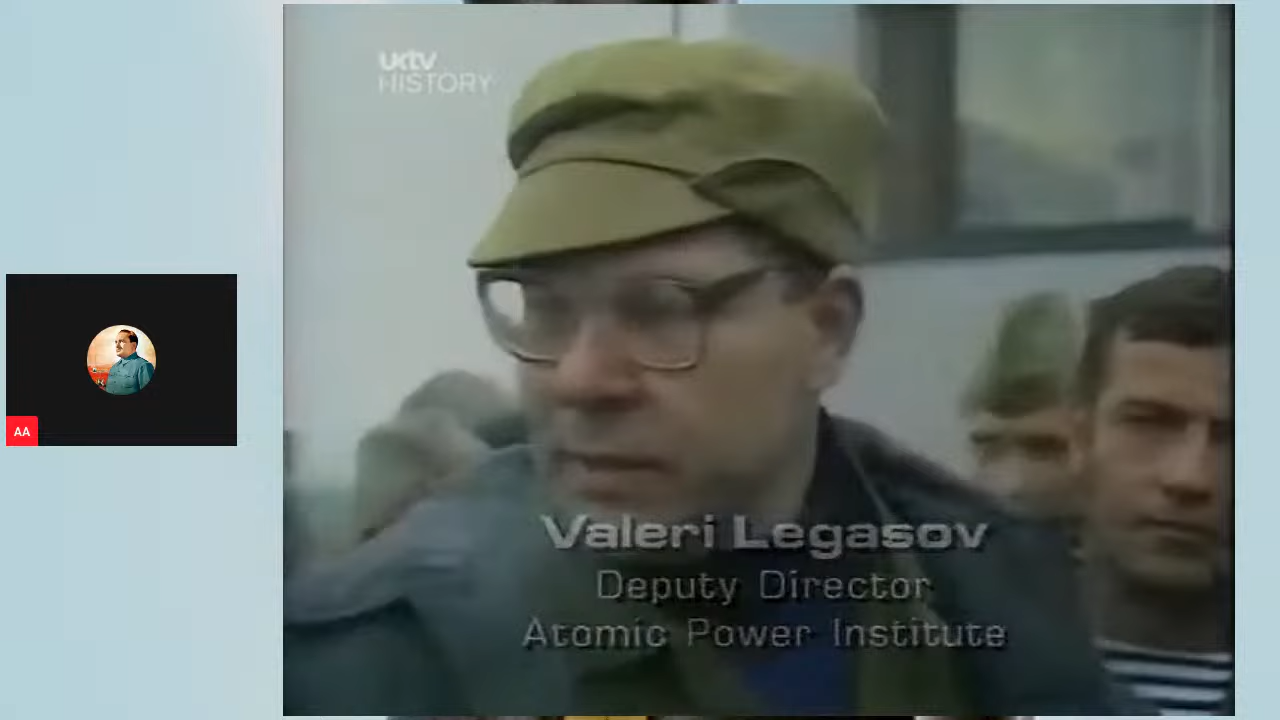 uktv
HISTORY
AA
Valeri Legasov
Deputy Director
Atomic Power Institute